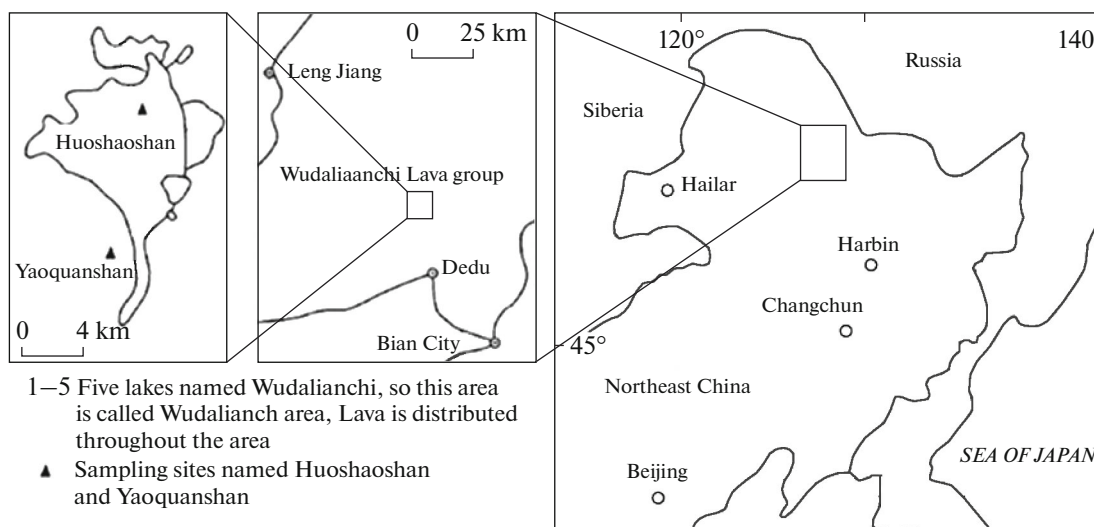 Huoshaoshan
Yaoquanshan
0 4 km
0 25 km
Leng Jiang
Wudaliaanchi Lava group
Dedu
Bian City
120° 140
Russia
Siberia
Hailar
Harbin
Changchun
45°
Northeast China
Beijing
SEA OF JAPAN
1–5 Five lakes named Wudalianchi, so this area
is called Wudalianch area, Lava is distributed
throughout the area
Sampling sites named Huoshaoshan
and Yaoquanshan